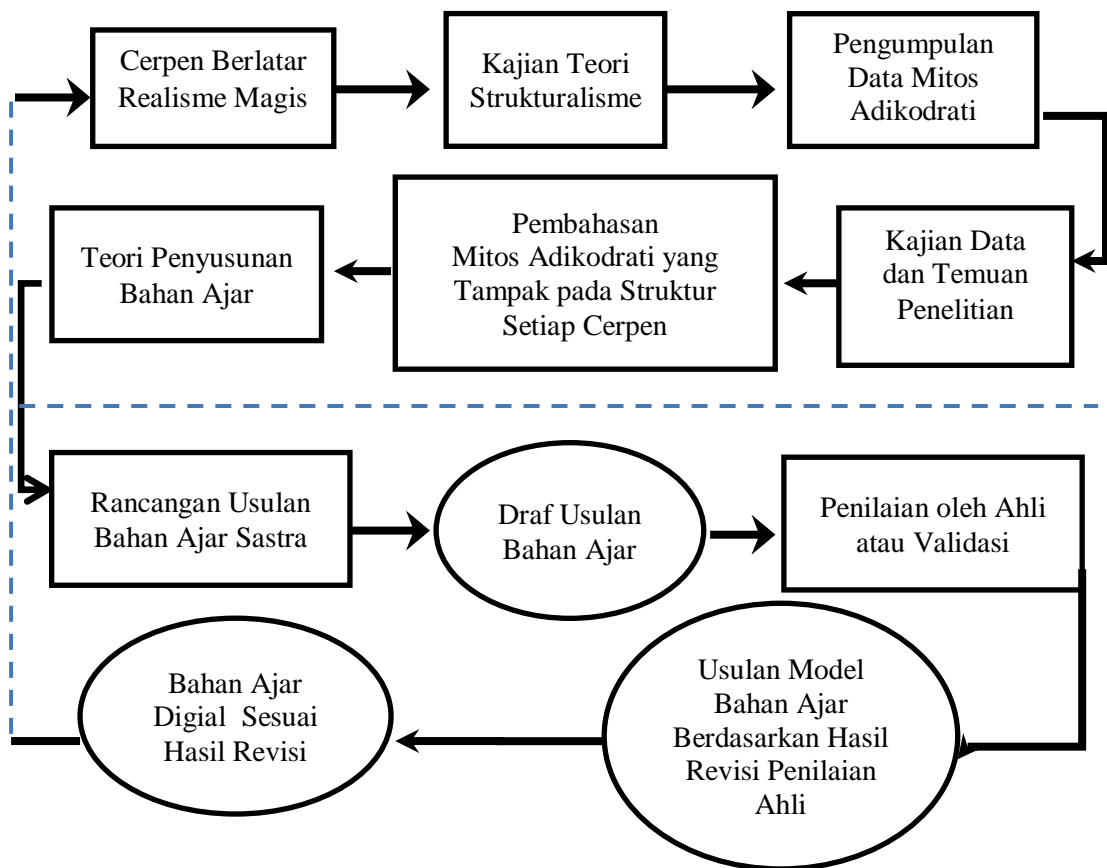 Cerpen Berlatar
Realisme Magis
Kajian Teori
Strukturalisme
Pengumpulan
Data Mitos
Adikodrati
Kajian Data
dan Temuan
Penelitian
Pembahasan
Mitos Adikodrati yang
Tampak pada Struktur
Setiap Cerpen
Teori Penyusunan
Bahan Ajar
Rancangan Usulan
Bahan Ajar Sastra
Draf Usulan
Bahan Ajar
Penilaian oleh Ahli
atau Validasi
Usulan Model
Bahan Ajar
Berdasarkan Hasil
Revisi Penilaian
Ahli
Bahan Ajar
Digial Sesuai
Hasil Revisi